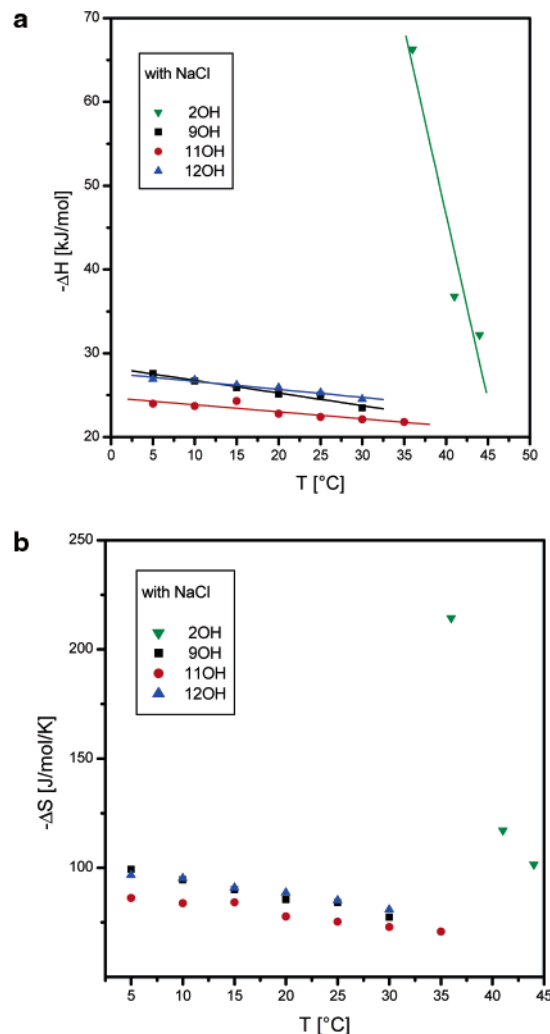 a
70
60
50
40
30
20
-ΔH [kJ/mol]
with NaCl
2OH
9OH
11OH
12OH
0 5 10 15 20 25 30 35 40 45 50
T [°C]
b
250
200
150
100
-ΔS [J/mol/K]
with NaCl
2OH
9OH
11OH
12OH
5 10 15 20 25 30 35 40 45
T [°C]